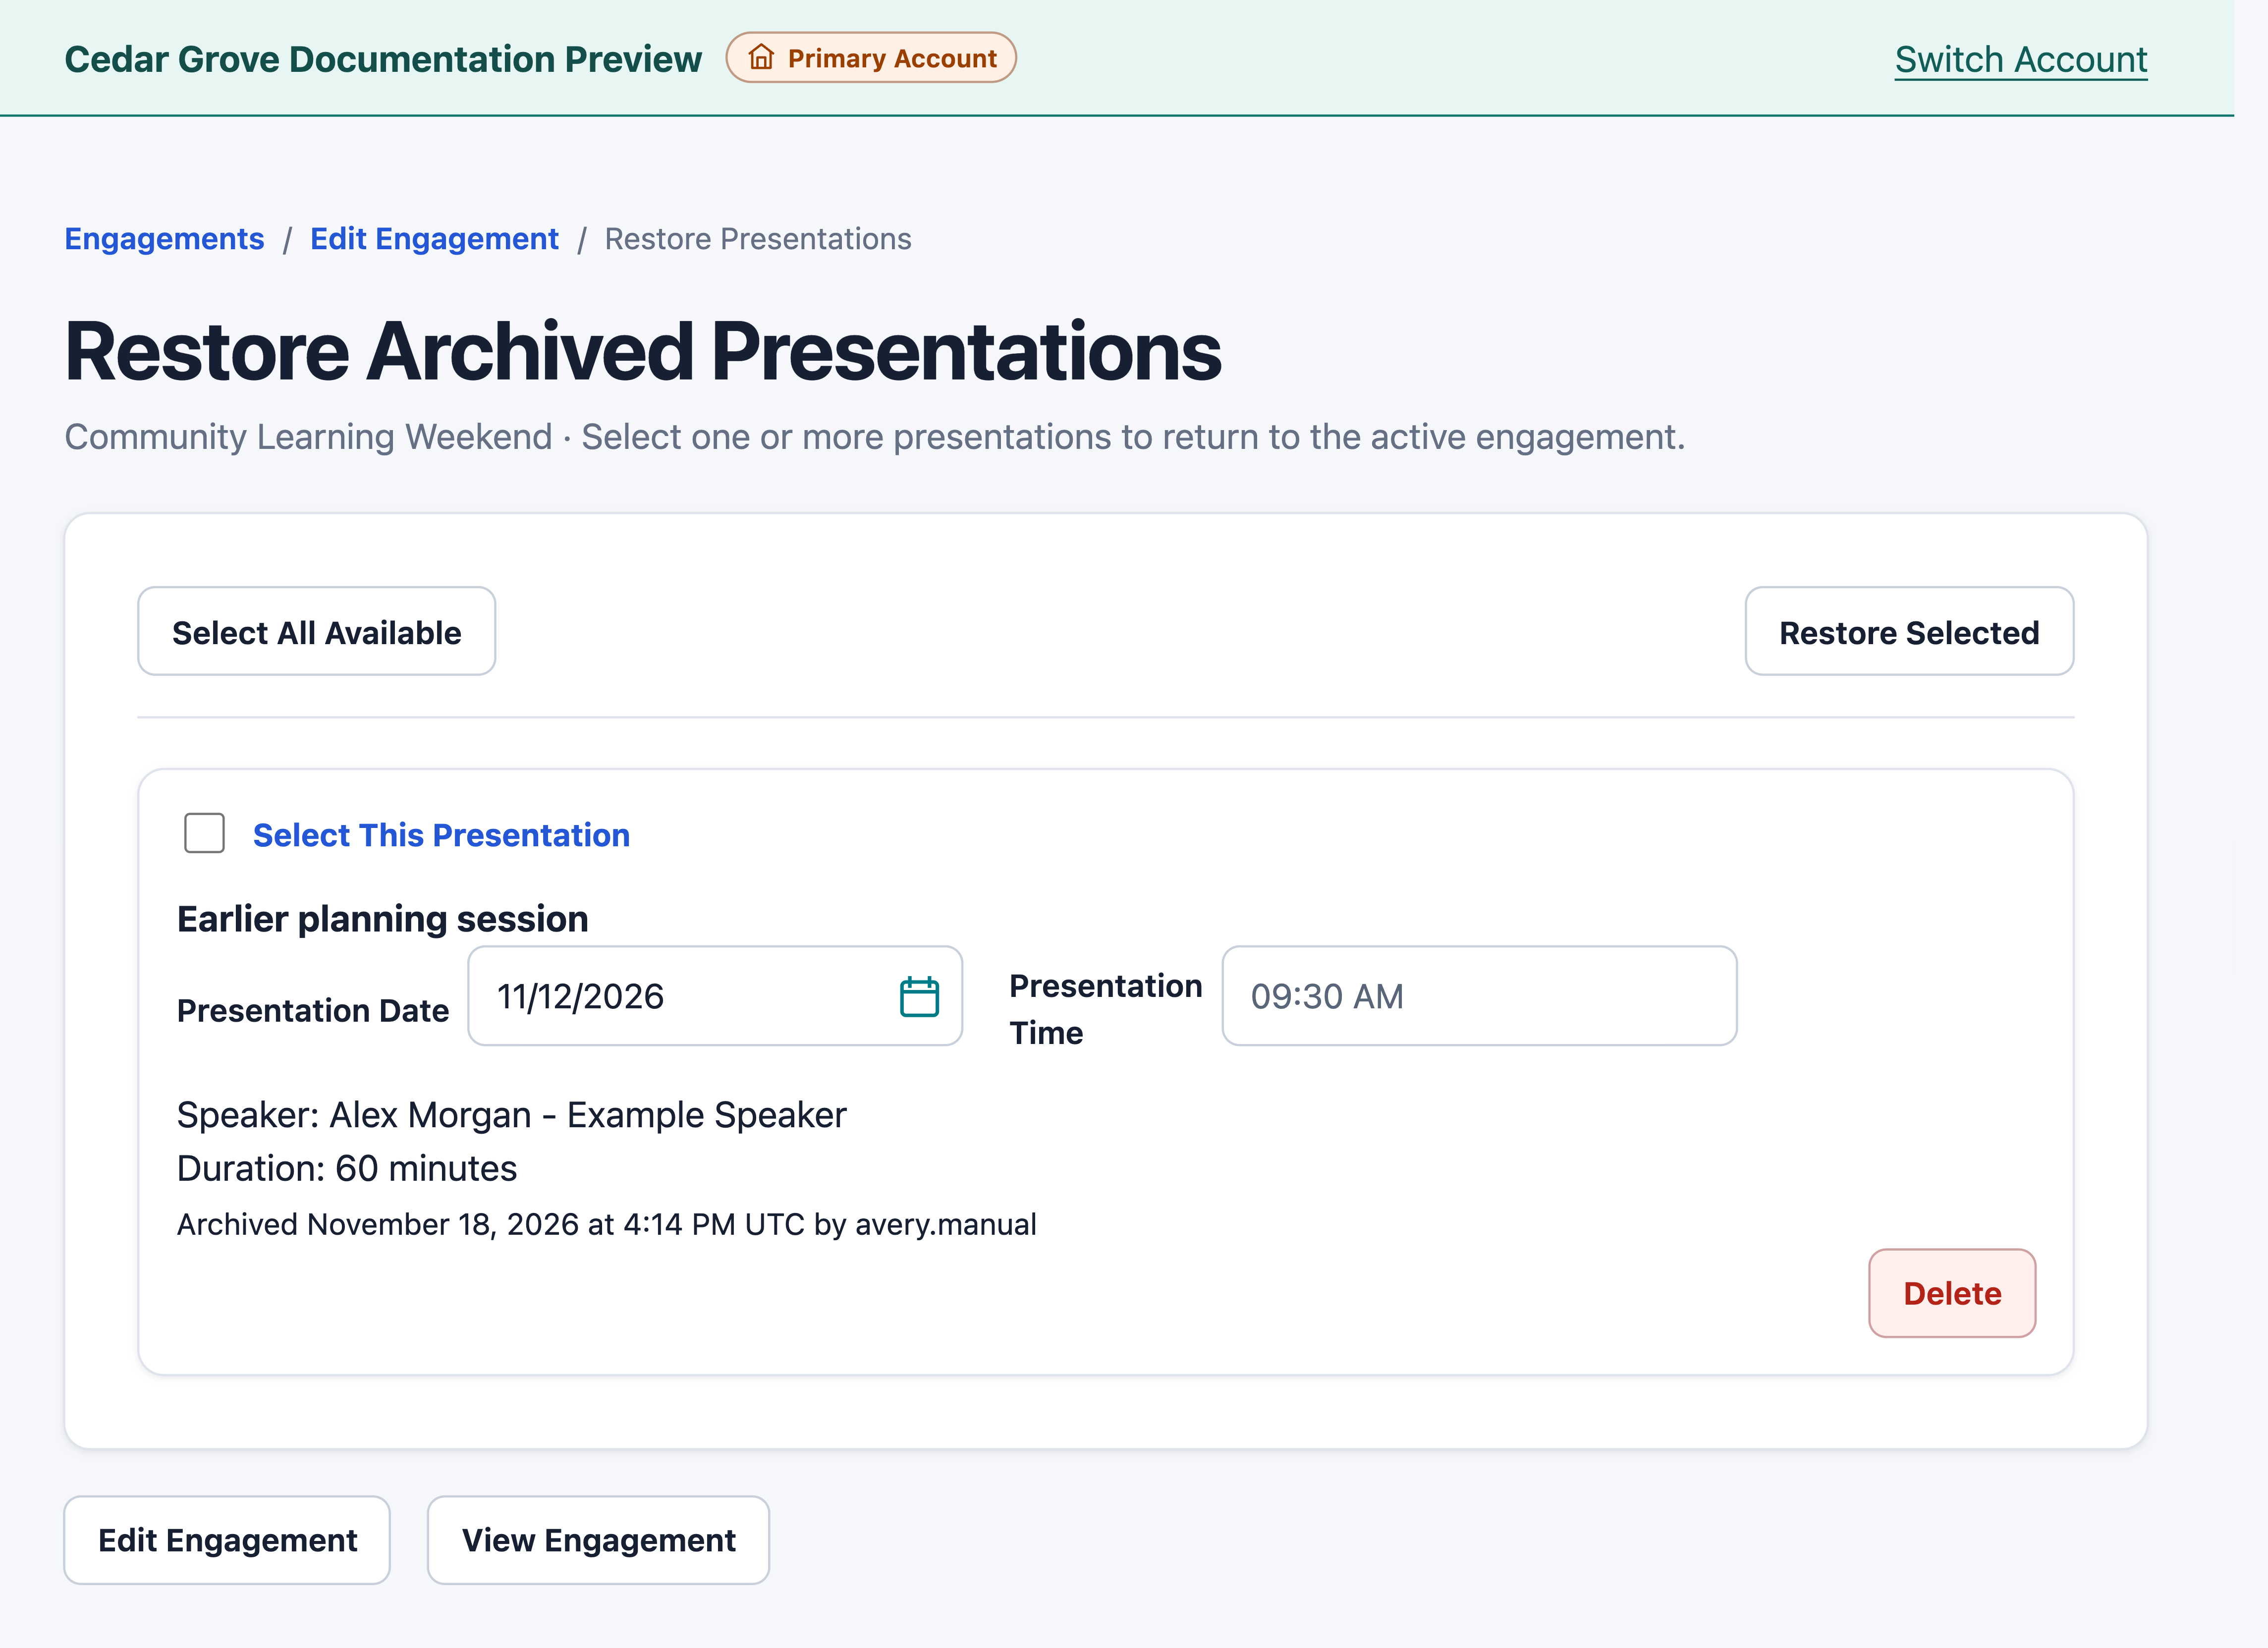 Cedar Grove Documentation Preview
Primary Account
Switch Account
Engagements / Edit Engagement / Restore Presentations
Restore Archived Presentations
Community Learning Weekend · Select one or more presentations to return to the active engagement.
Select All Available
Restore Selected
Select This Presentation
Earlier planning session
Presentation Date
11/12/2026
Presentation
Time
09:30 AM
Speaker: Alex Morgan - Example Speaker
Duration: 60 minutes
Archived November 18, 2026 at 4:14 PM UTC by avery.manual
Delete
Edit Engagement
View Engagement